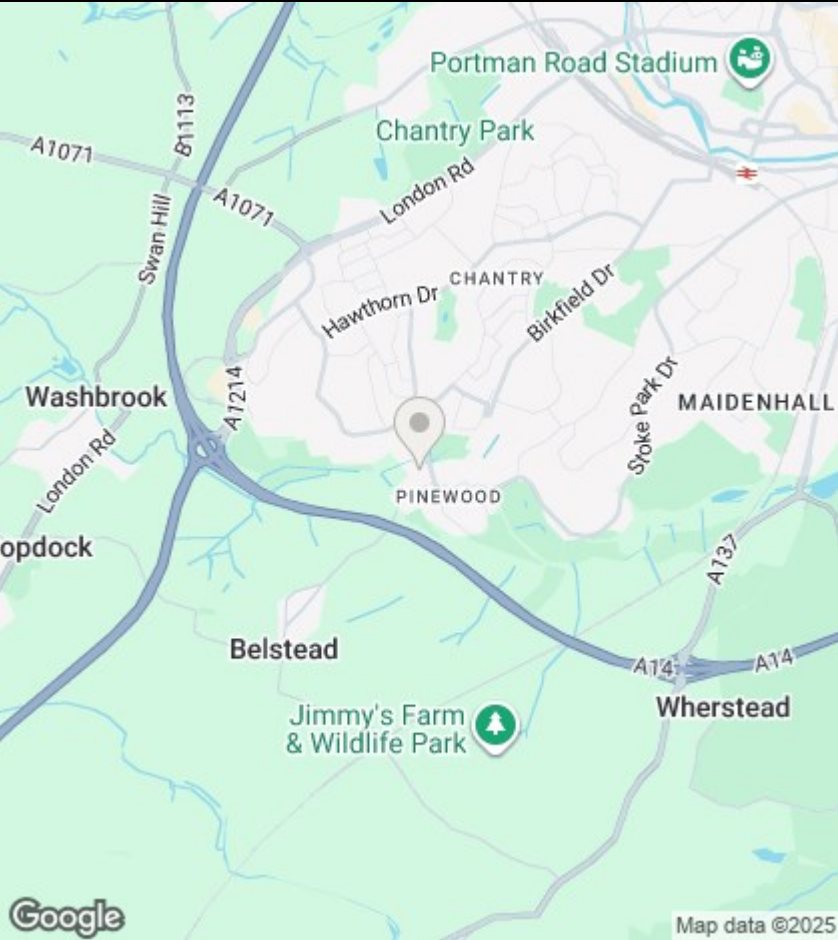 Portman Road Stadium
B1113
Chantry Park
A1071
London Rd
A1071
Swan Hill
CHANTRY
Hawthorn Dr
Birkfield Dr
Washbrook
A1214
Stoke Park Dr
MAIDENHALL
London Rd
PINEWOOD
opdock
A137
Belstead
A14
A14
Wherstead
Jimmy's Farm
& Wildlife Park
Google
Map data ©2025